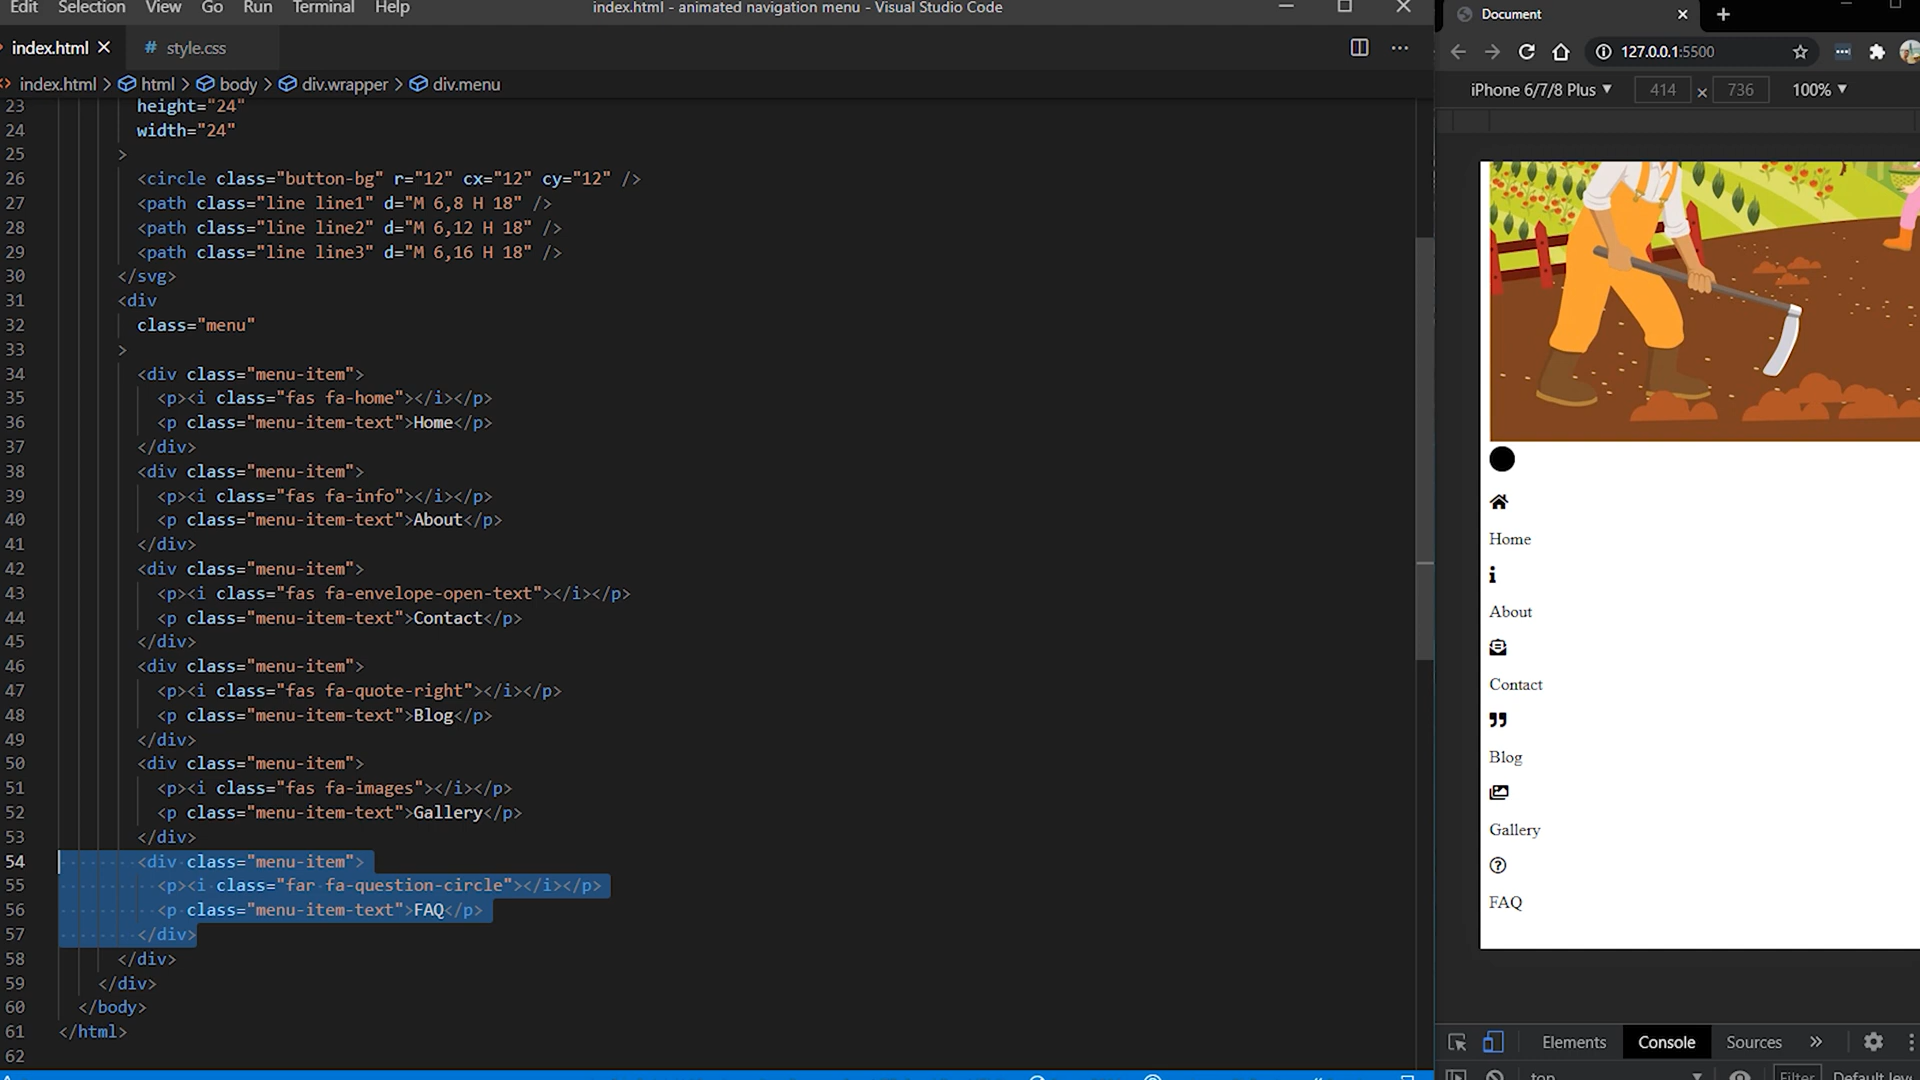 Edit Selection View Go Run Terminal Help index.html - animated navigation menu - Visual Studio Code
index.html # style.css
index.html > html > body > div.wrapper > div.menu
23 height="24"
24 width="24"
25 >
26 <circle class="button-bg" r="12" cx="12" cy="12" />
27 <path class="line line1" d="M 6,8 H 18" />
28 <path class="line line2" d="M 6,12 H 18" />
29 <path class="line line3" d="M 6,16 H 18" />
30 </svg>
31 <div
32 class="menu"
33 >
34 <div class="menu-item">
35 <p><i class="fas fa-home"></i></p>
36 <p class="menu-item-text">Home</p>
37 </div>
38 <div class="menu-item">
39 <p><i class="fas fa-info"></i></p>
40 <p class="menu-item-text">About</p>
41 </div>
42 <div class="menu-item">
43 <p><i class="fas fa-envelope-open-text"></i></p>
44 <p class="menu-item-text">Contact</p>
45 </div>
46 <div class="menu-item">
47 <p><i class="fas fa-quote-right"></i></p>
48 <p class="menu-item-text">Blog</p>
49 </div>
50 <div class="menu-item">
51 <p><i class="fas fa-images"></i></p>
52 <p class="menu-item-text">Gallery</p>
53 </div>
54 <div class="menu-item">
55 <p><i class="far fa-question-circle"></i></p>
56 <p class="menu-item-text">FAQ</p>
57 </div>
58 </div>
59 </div>
60 </body>
61 </html>
62
Document
127.0.0.1:5500
iPhone 6/7/8 Plus 414 × 736 100%
Home
About
Contact
Blog
Gallery
FAQ
Elements Console Sources »
top Filter Default